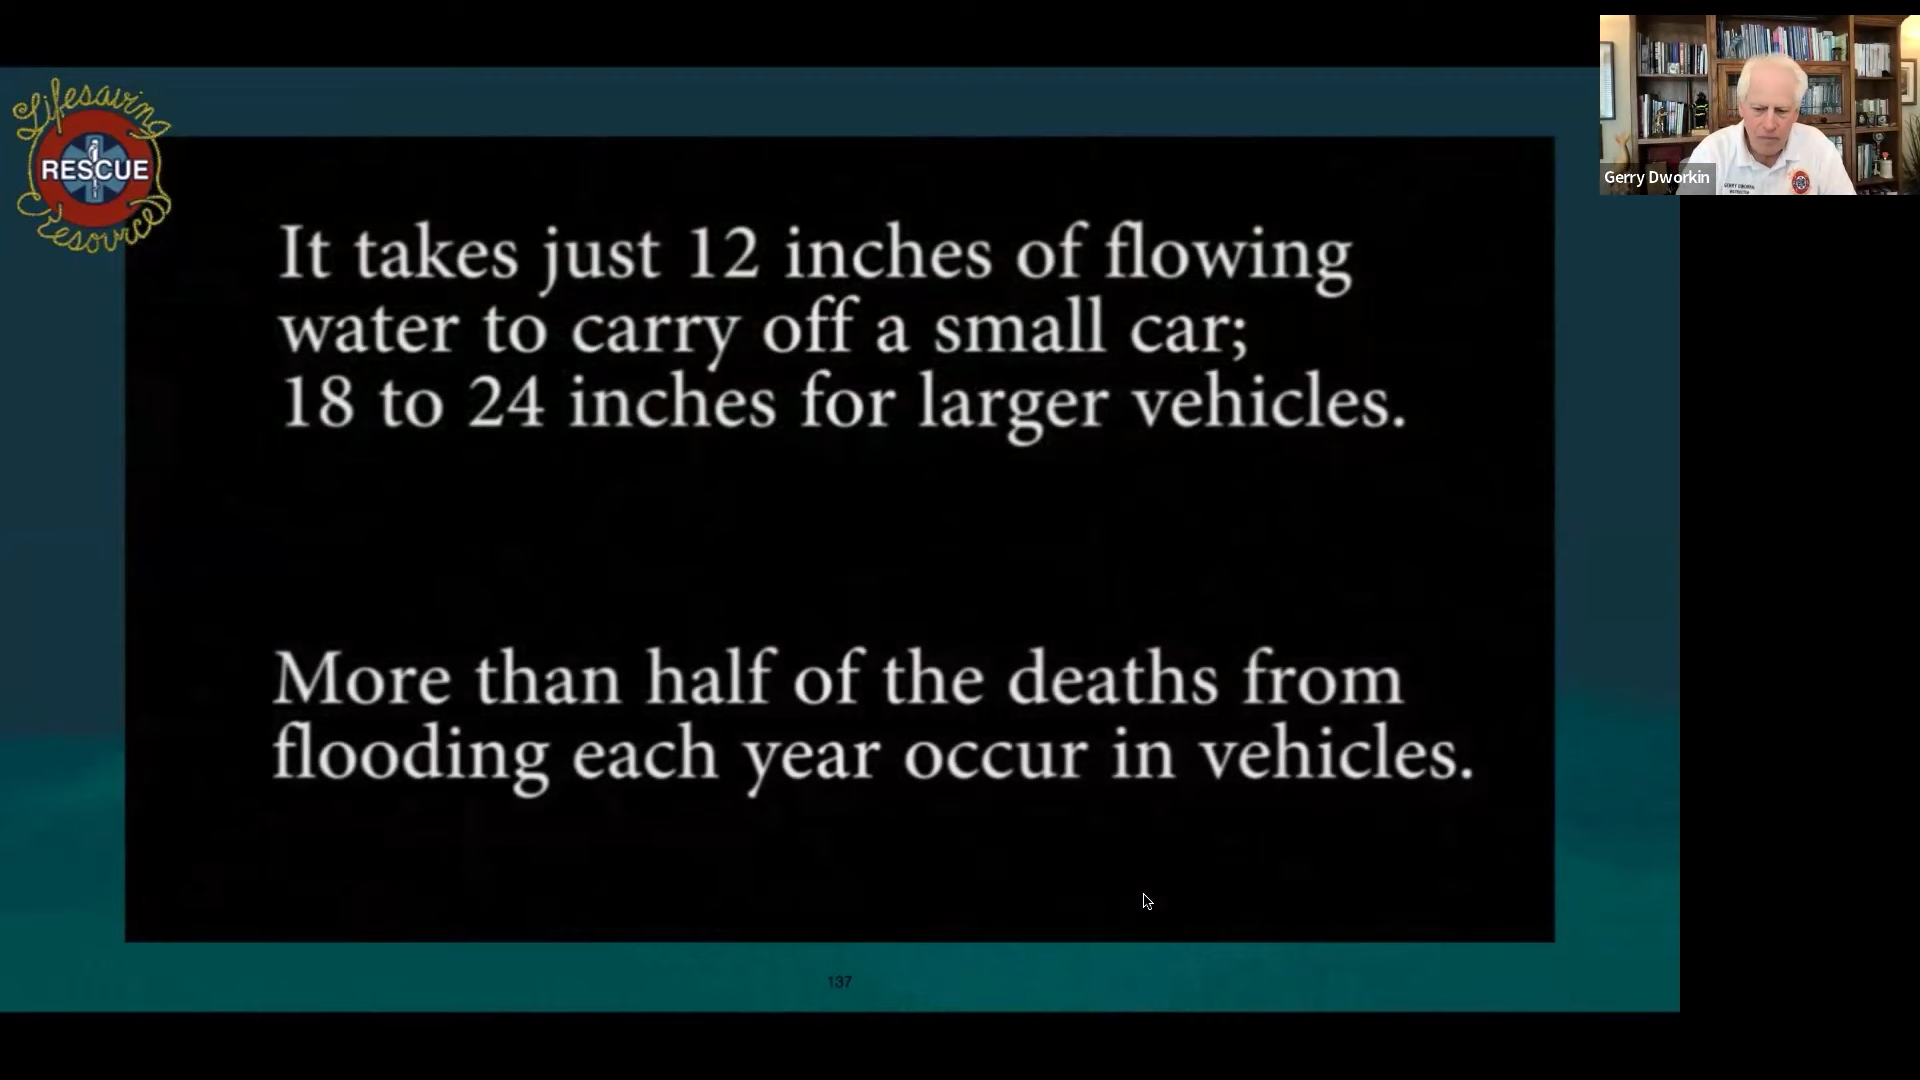 Lifesaving
RESCUE
Resources
It takes just 12 inches of flowing
water to carry off a small car;
18 to 24 inches for larger vehicles.
More than half of the deaths from
flooding each year occur in vehicles.
137
Gerry Dworkin
GERRY DWORKIN